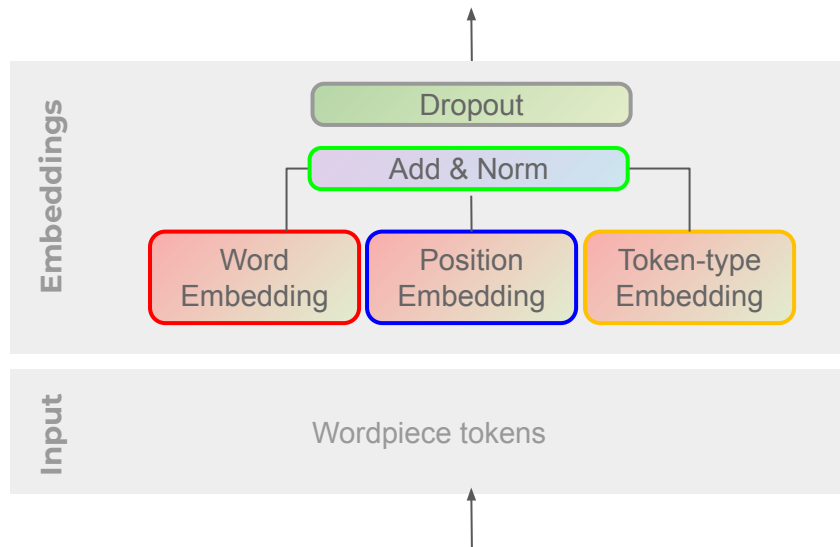 Embeddings
Dropout
Add & Norm
Word
Embedding
Position
Embedding
Token-type
Embedding
Input
Wordpiece tokens